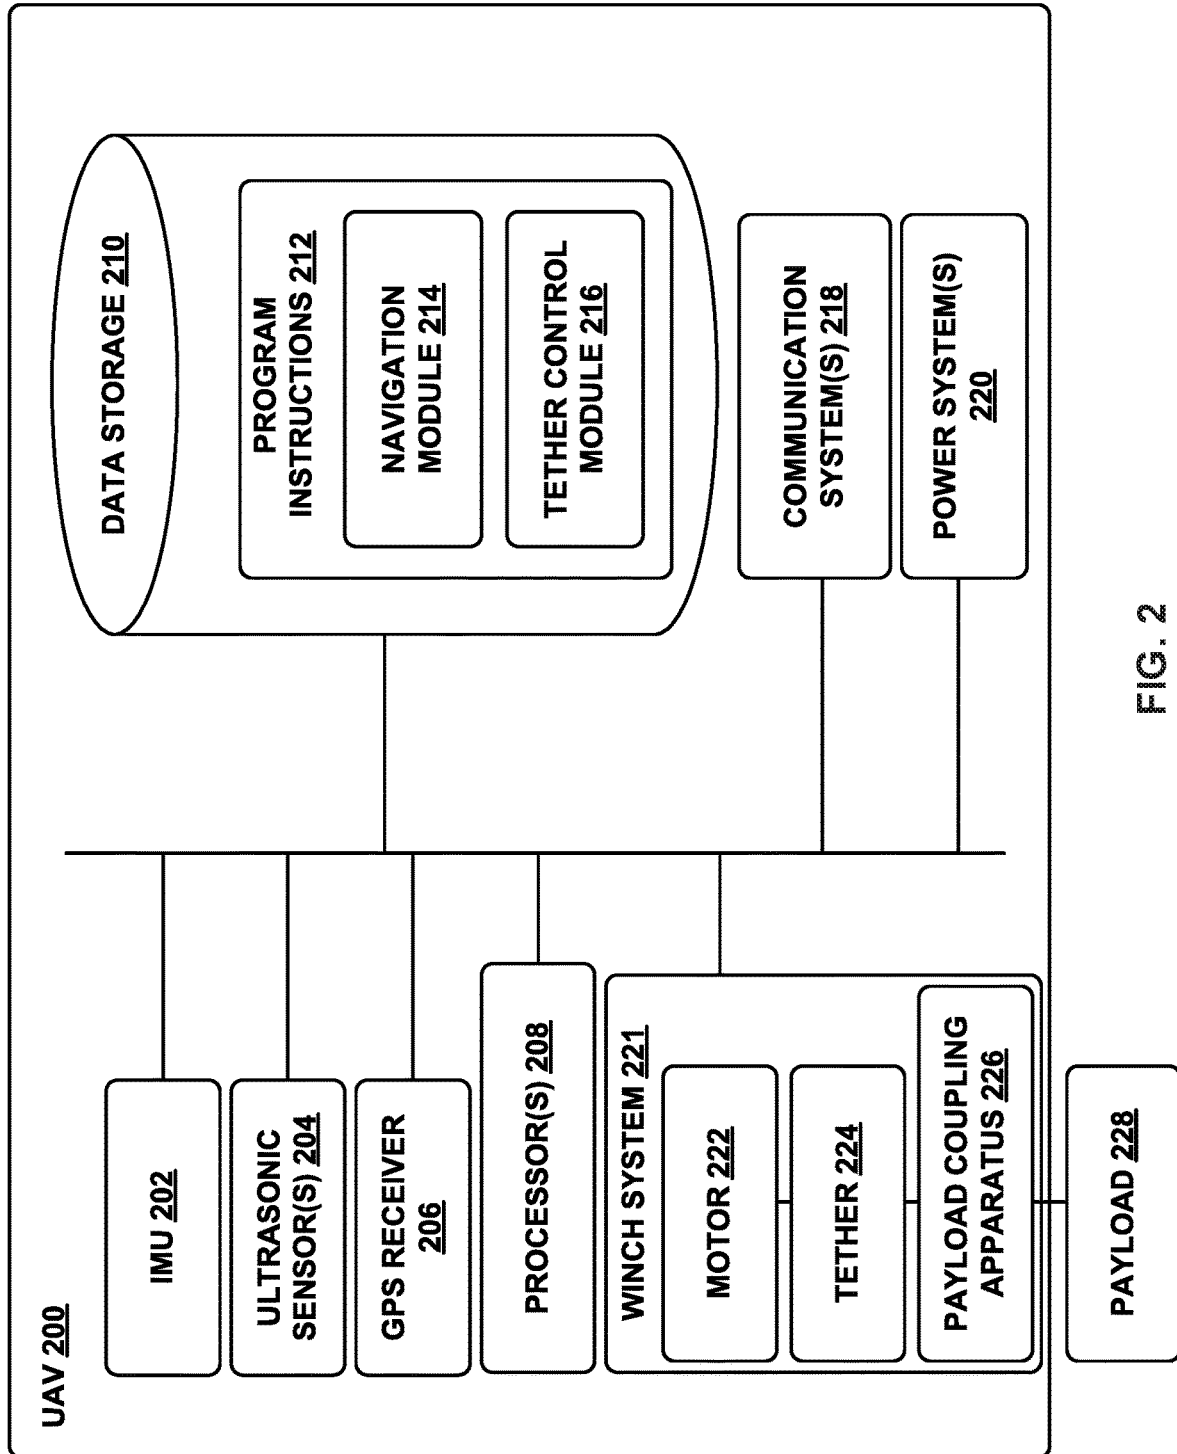 UAV 200
IMU 202
ULTRASONIC
SENSOR(S) 204
GPS RECEIVER
206
PROCESSOR(S) 208
WINCH SYSTEM 221
MOTOR 222
TETHER 224
PAYLOAD COUPLING
APPARATUS 226
PAYLOAD 228
DATA STORAGE 210
PROGRAM
INSTRUCTIONS 212
NAVIGATION
MODULE 214
TETHER CONTROL
MODULE 216
COMMUNICATION
SYSTEM(S) 218
POWER SYSTEM(S)
220
FIG. 2